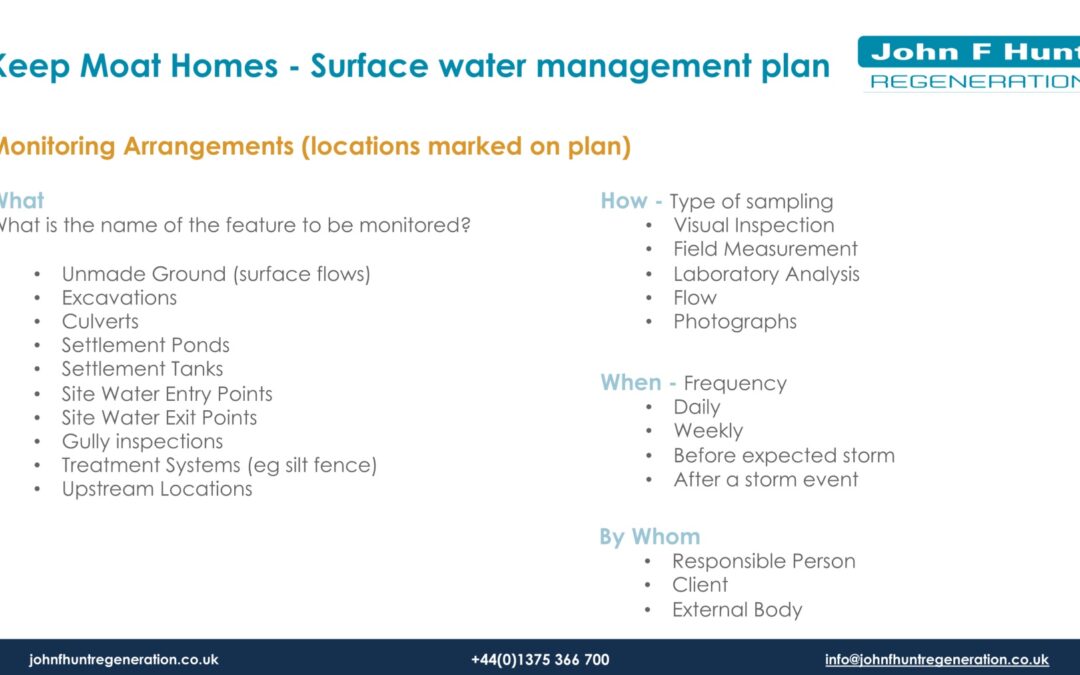 Keep Moat Homes - Surface water management plan
John F Hunt
REGENERATION
Monitoring Arrangements (locations marked on plan)
What
What is the name of the feature to be monitored?
• Unmade Ground (surface flows)
• Excavations
• Culverts
• Settlement Ponds
• Settlement Tanks
• Site Water Entry Points
• Site Water Exit Points
• Gully inspections
• Treatment Systems (eg silt fence)
• Upstream Locations
How - Type of sampling
• Visual Inspection
• Field Measurement
• Laboratory Analysis
• Flow
• Photographs
When - Frequency
• Daily
• Weekly
• Before expected storm
• After a storm event
By Whom
• Responsible Person
• Client
• External Body
johnfhuntregeneration.co.uk
+44(0)1375 366 700
info@johnfhuntregeneration.co.uk